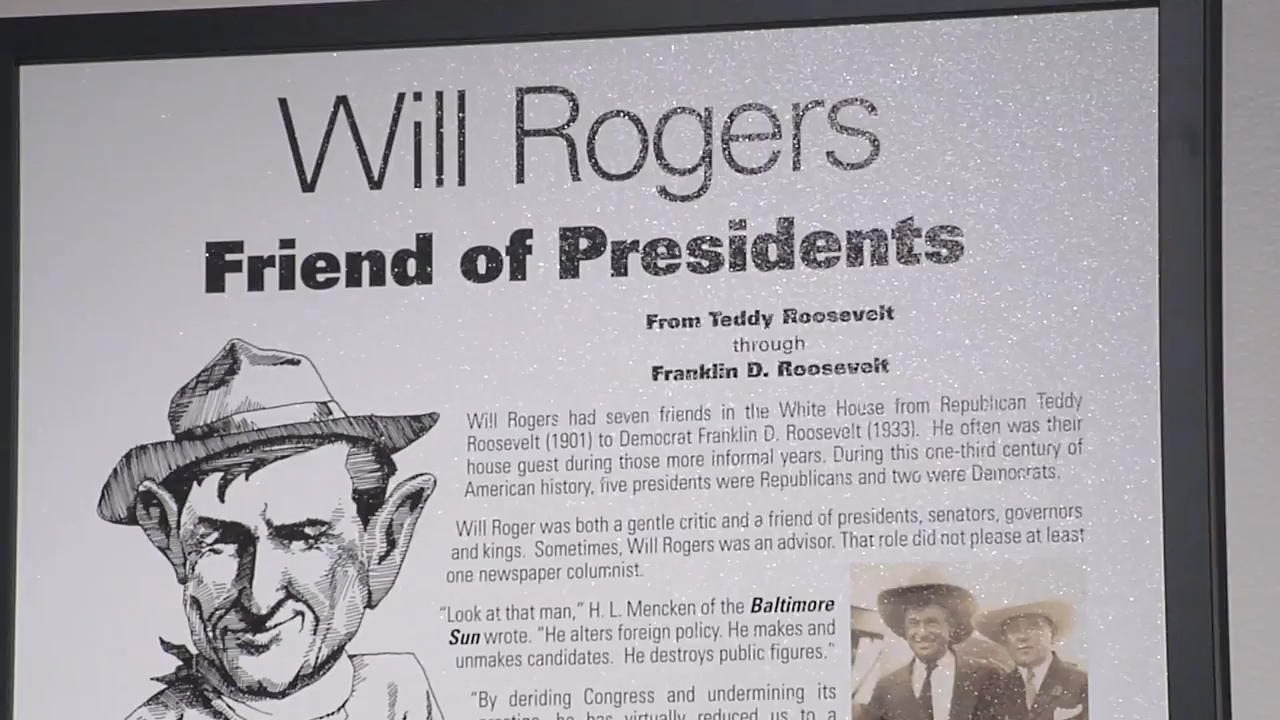 Will Rogers
Friend of Presidents
From Teddy Roosevelt
through
Franklin D. Roosevelt
Will Rogers had seven friends in the White House from Republican Teddy
Roosevelt (1901) to Democrat Franklin D. Roosevelt (1933). He often was their
house guest during those more informal years. During this one-third century of
American history, five presidents were Republicans and two were Democrats.
Will Roger was both a gentle critic and a friend of presidents, senators, governors
and kings. Sometimes, Will Rogers was an advisor. That role did not please at least
one newspaper columnist.
“Look at that man,” H. L. Mencken of the Baltimore
Sun wrote. “He alters foreign policy. He makes and
unmakes candidates. He destroys public figures.”
“By deriding Congress and undermining its
he has virtually reduced us to a